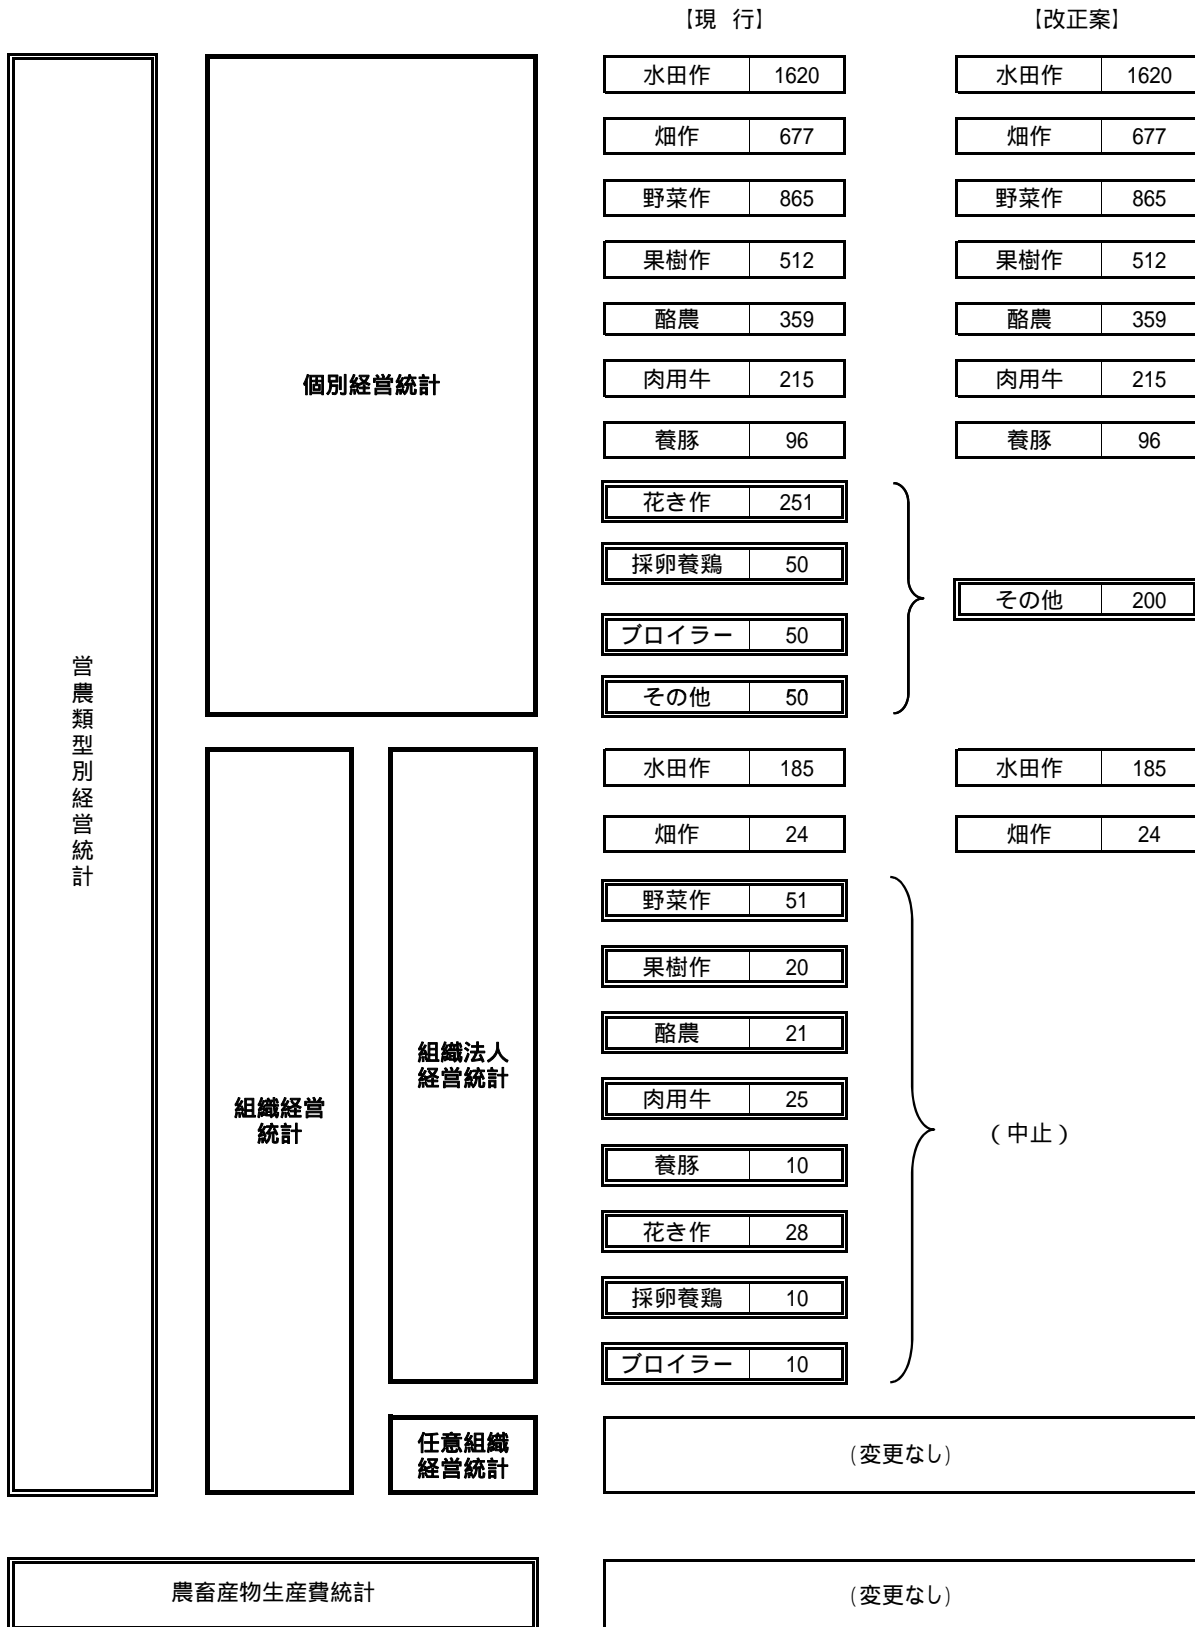 【現 行】 【改正案】
水田作 1620 水田作 1620
畑作 677 畑作 677
野菜作 865 野菜作 865
果樹作 512 果樹作 512
酪農 359 酪農 359
個別経営統計 肉用牛 215 肉用牛 215
養豚 96 養豚 96
花き作 251
採卵養鶏 50
その他 200
ブロイラー 50
その他 50
営農類型別経営統計
水田作 185 水田作 185
畑作 24 畑作 24
野菜作 51
果樹作 20
酪農 21
組織法人
経営統計
肉用牛 25
組織経営
統計
(中止)
養豚 10
花き作 28
採卵養鶏 10
ブロイラー 10
任意組織
経営統計
(変更なし)
農畜産物生産費統計 (変更なし)